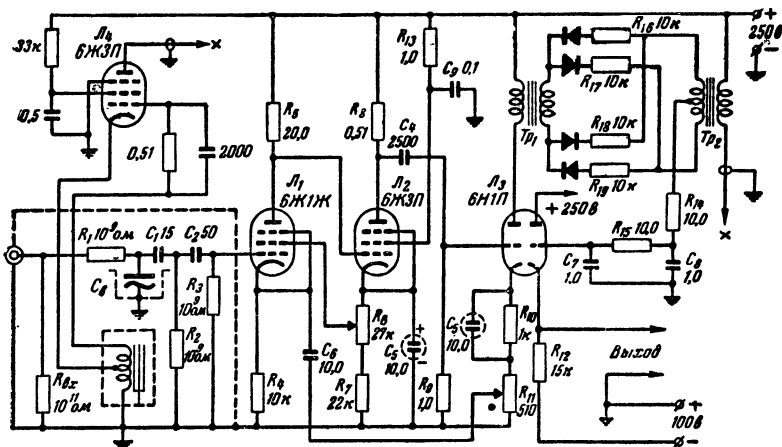 33к
Л4
6Ж3П
х
R13
1,0
C9 0,1
R16 10к
R17 10к
R18 10к
R19 10к
Тр1
Тр2
+
250В
-
10,5
0,51
2000
R6
20,0
R5
0,51
C4
2500
Л1
6Ж1Ж
Л2
6Ж3П
Л3
6Н1П
+ 250В
R14
10,0
х
R15 10,0
C7
1,0
C8
1,0
R1 10⁹ом
C1 15
C2 50
R3
10⁹ом
R2
10⁹ом
Rвх
10¹¹ом
R4
10к
C6
10,0
R8
27к
R7
22к
C5
10,0
+
-
R9
1,0
C5
10,0
R10
1к
R11
510
R12
15к
Выход
+
100В
-